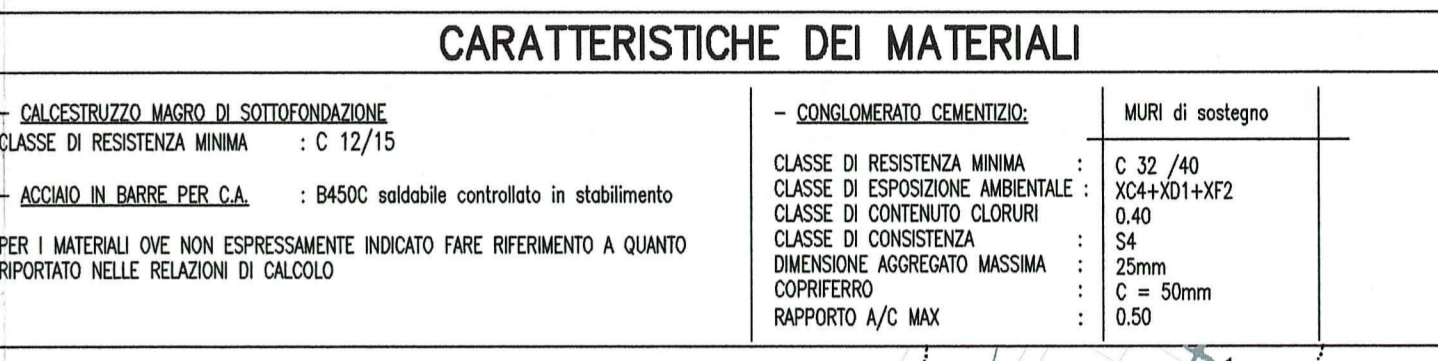 CARATTERISTICHE DEI MATERIALI
- CALCESTRUZZO MAGRO DI SOTTOFONDAZIONE
CLASSE DI RESISTENZA MINIMA : C 12/15
- ACCIAIO IN BARRE PER C.A. : B450C saldabile controllato in stabilimento
PER I MATERIALI OVE NON ESPRESSAMENTE INDICATO FARE RIFERIMENTO A QUANTO
RIPORTATO NELLE RELAZIONI DI CALCOLO
- CONGLOMERATO CEMENTIZIO: MURI di sostegno
CLASSE DI RESISTENZA MINIMA : C 32 /40
CLASSE DI ESPOSIZIONE AMBIENTALE : XC4+XD1+XF2
CLASSE DI CONTENUTO CLORURI 0.40
CLASSE DI CONSISTENZA : S4
DIMENSIONE AGGREGATO MASSIMA : 25mm
COPRIFERRO : C = 50mm
RAPPORTO A/C MAX : 0.50